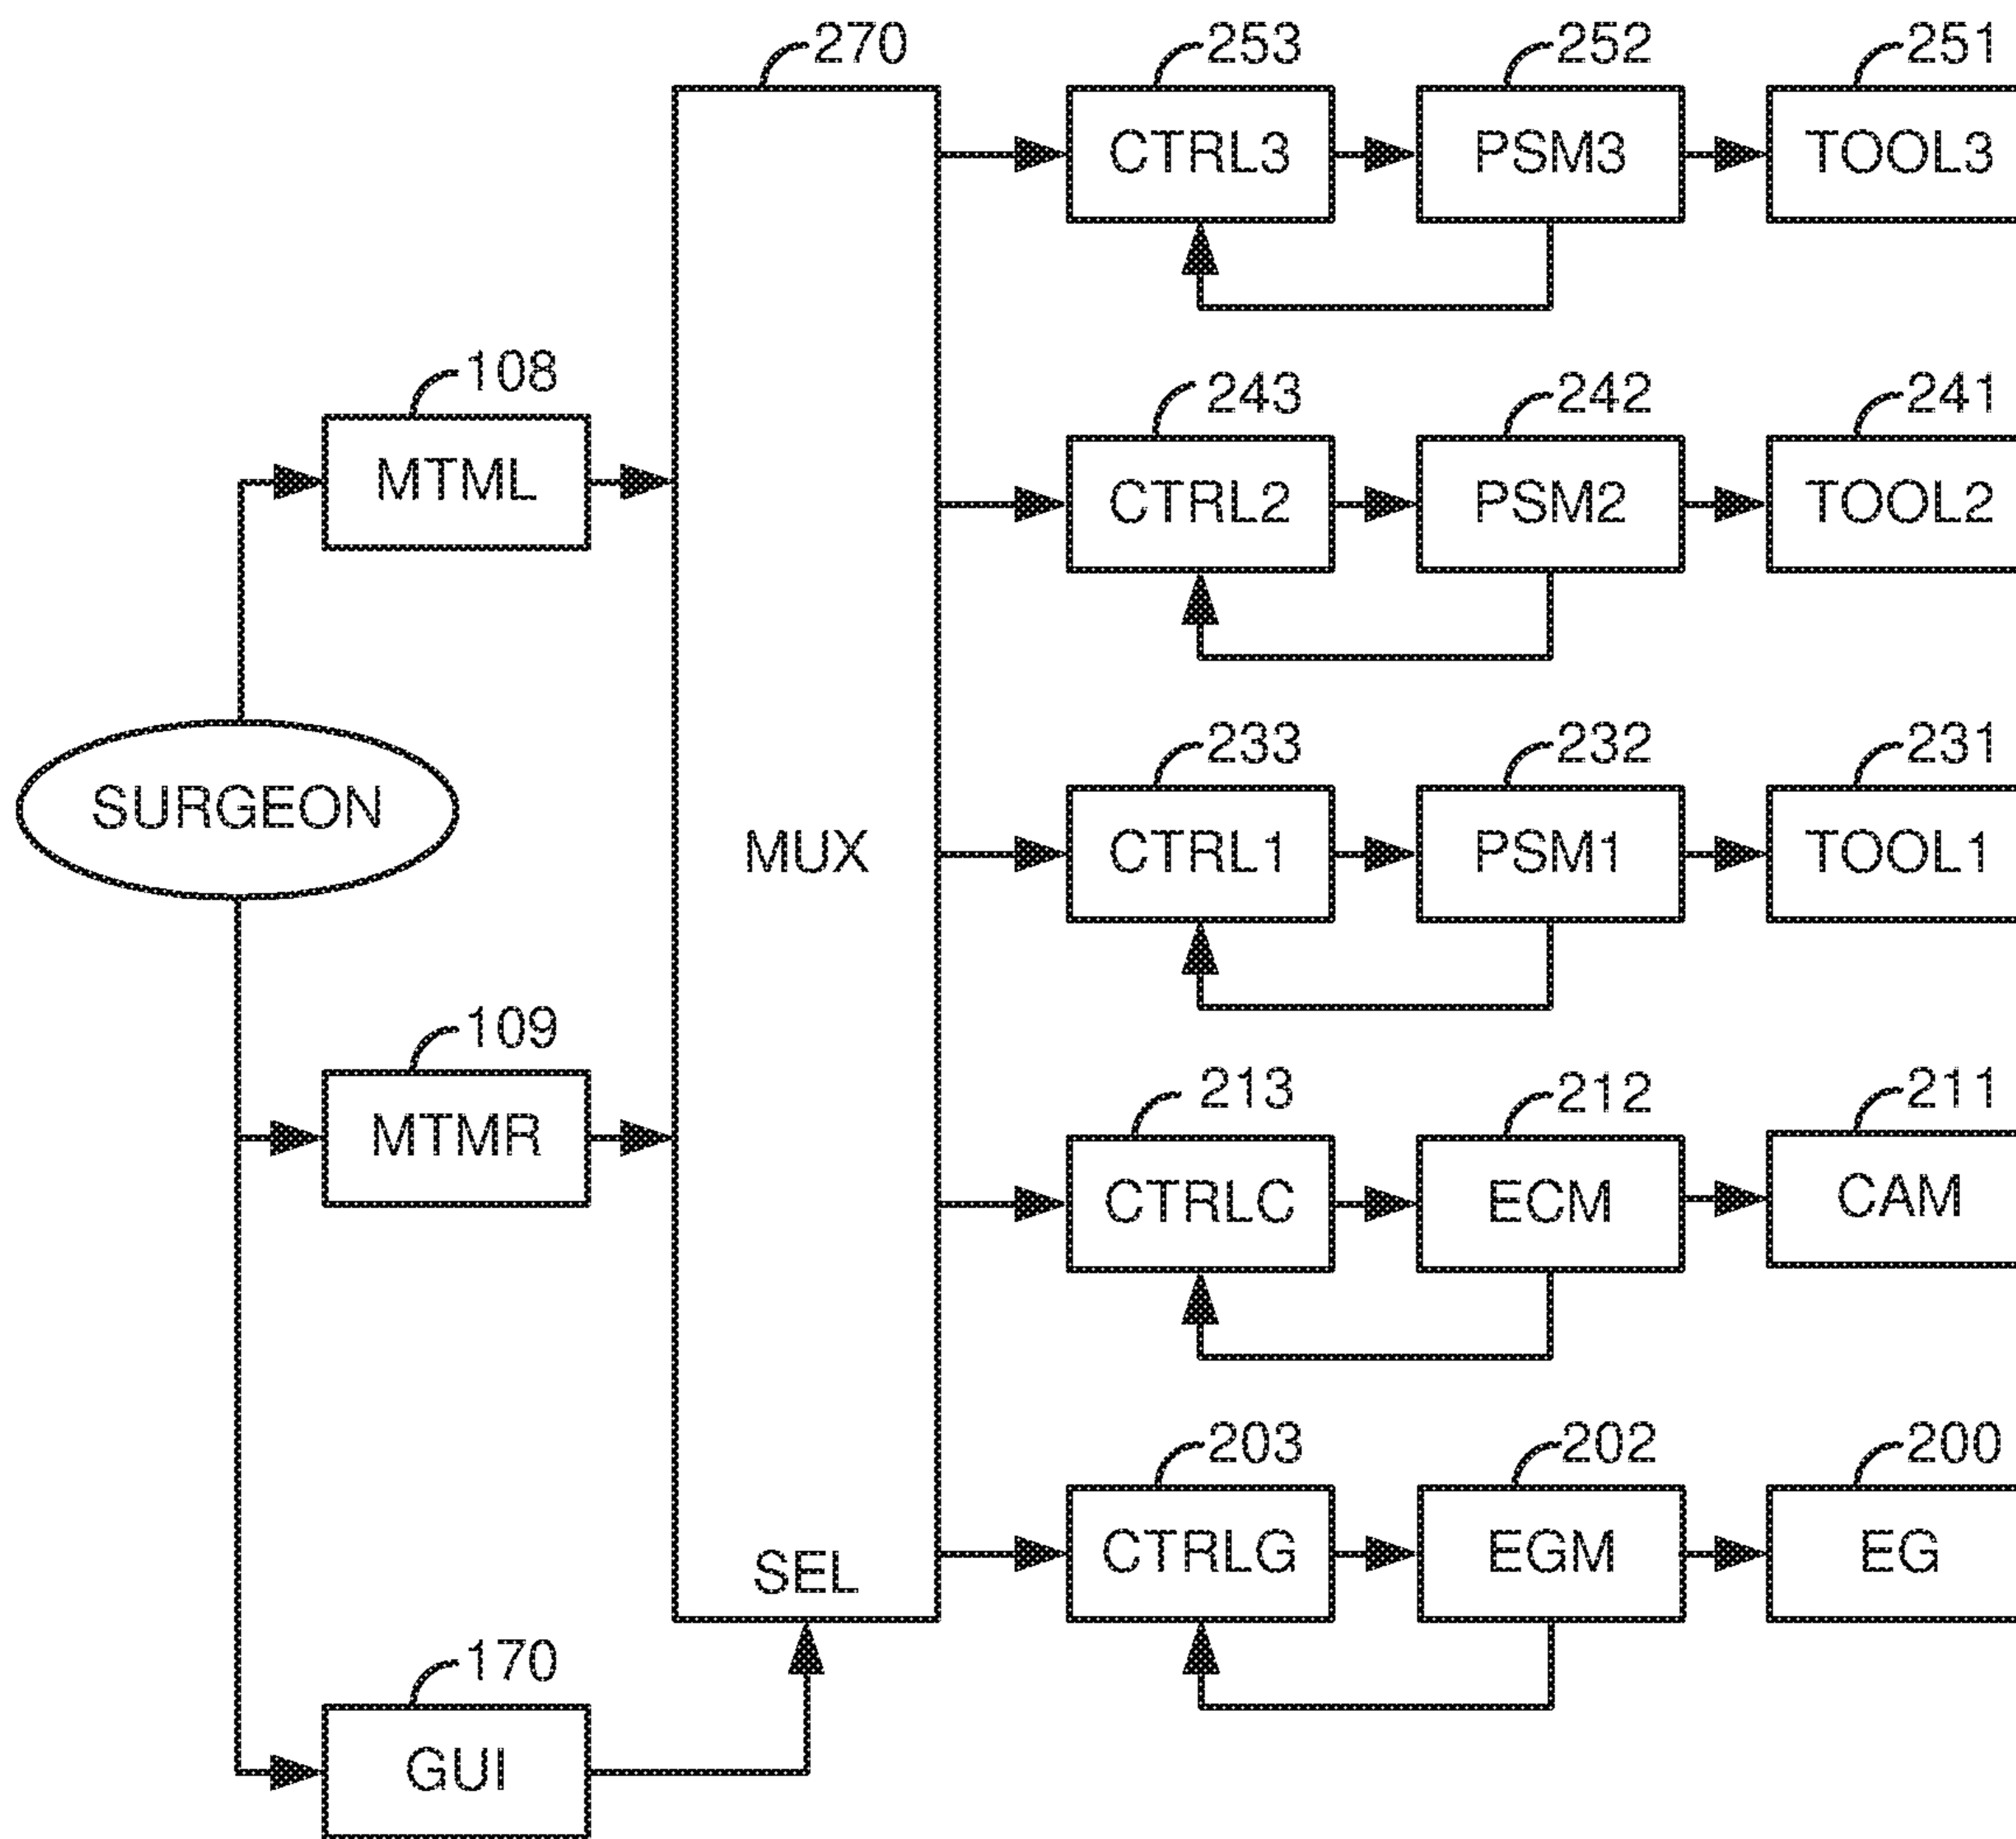 270 253 252 251
CTRL3 PSM3 TOOL3
108
MTML
243 242 241
CTRL2 PSM2 TOOL2
SURGEON
233 232 231
MUX
CTRL1 PSM1 TOOL1
109
MTMR
213 212 211
CTRLC ECM CAM
203 202 200
CTRLG EGM EG
SEL
170
GUI